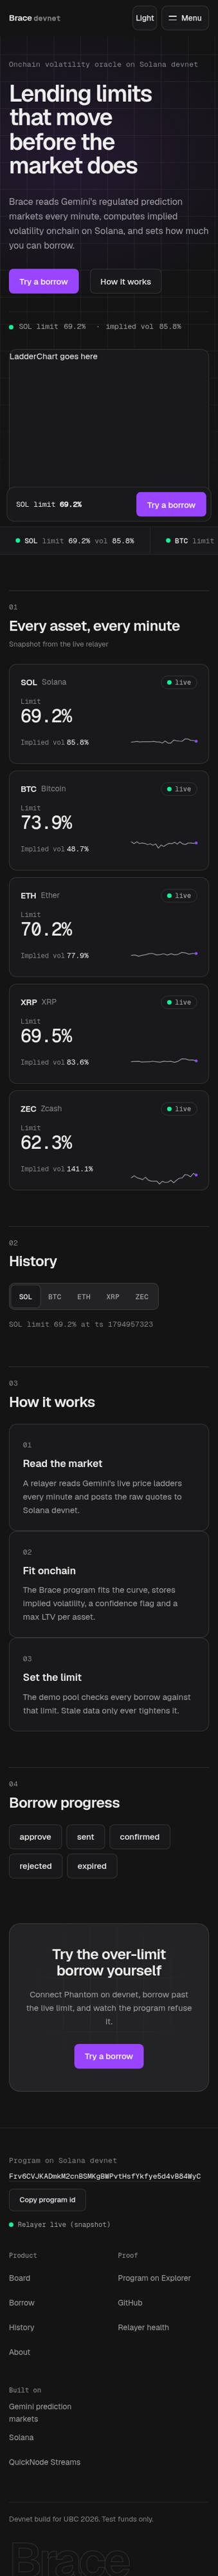 Brace devnet
Light
Menu
Onchain volatility oracle on Solana devnet
Lending limits
that move
before the
market does
Brace reads Gemini's regulated prediction
markets every minute, computes implied
volatility onchain on Solana, and sets how much
you can borrow.
Try a borrow
How it works
SOL limit 69.2% · implied vol 85.8%
LadderChart goes here
SOL limit 69.2%
Try a borrow
SOL limit 69.2% vol 85.8%
BTC limit
01
Every asset, every minute
Snapshot from the live relayer
SOL Solana
live
Limit
69.2%
Implied vol 85.8%
BTC Bitcoin
live
Limit
73.9%
Implied vol 48.7%
ETH Ether
live
Limit
70.2%
Implied vol 77.9%
XRP XRP
live
Limit
69.5%
Implied vol 83.6%
ZEC Zcash
live
Limit
62.3%
Implied vol 141.1%
02
History
SOL BTC ETH XRP ZEC
SOL limit 69.2% at ts 1794957323
03
How it works
01
Read the market
A relayer reads Gemini's live price ladders
every minute and posts the raw quotes to
Solana devnet.
02
Fit onchain
The Brace program fits the curve, stores
implied volatility, a confidence flag and a
max LTV per asset.
03
Set the limit
The demo pool checks every borrow against
that limit. Stale data only ever tightens it.
04
Borrow progress
approve sent confirmed
rejected expired
Try the over-limit
borrow yourself
Connect Phantom on devnet, borrow past
the live limit, and watch the program refuse
it.
Try a borrow
Program on Solana devnet
Copy program id
Relayer live (snapshot)
Product
Board
Borrow
History
About
Proof
Program on Explorer
GitHub
Relayer health
Built on
Gemini prediction
markets
Solana
QuickNode Streams
Devnet build for UBC 2026. Test funds only.
Brace